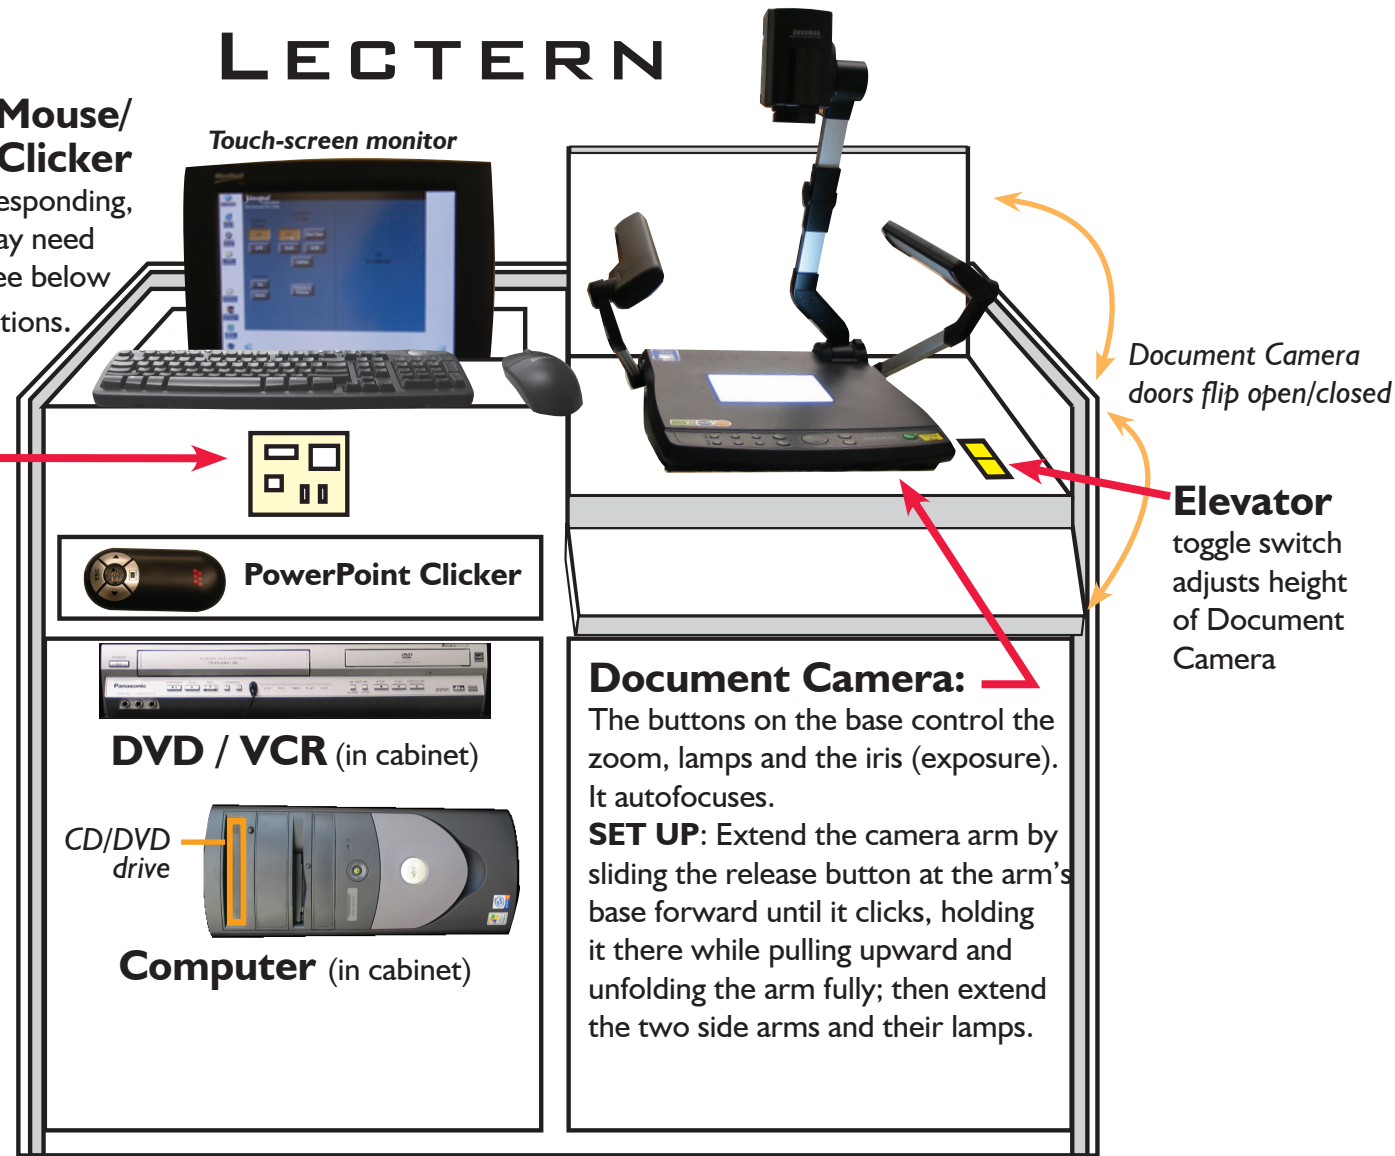 LECTERN
Mouse/
Clicker
esponding,
ay need
ee below
tions.
Touch-screen monitor
Document Camera
doors flip open/closed
Elevator
toggle switch
adjusts height
of Document
Camera
PowerPoint Clicker
Panasonic
DVD / VCR (in cabinet)
CD/DVD
drive
Computer (in cabinet)
Document Camera:
The buttons on the base control the
zoom, lamps and the iris (exposure).
It autofocuses.
SET UP: Extend the camera arm by
sliding the release button at the arm's
base forward until it clicks, holding
it there while pulling upward and
unfolding the arm fully; then extend
the two side arms and their lamps.